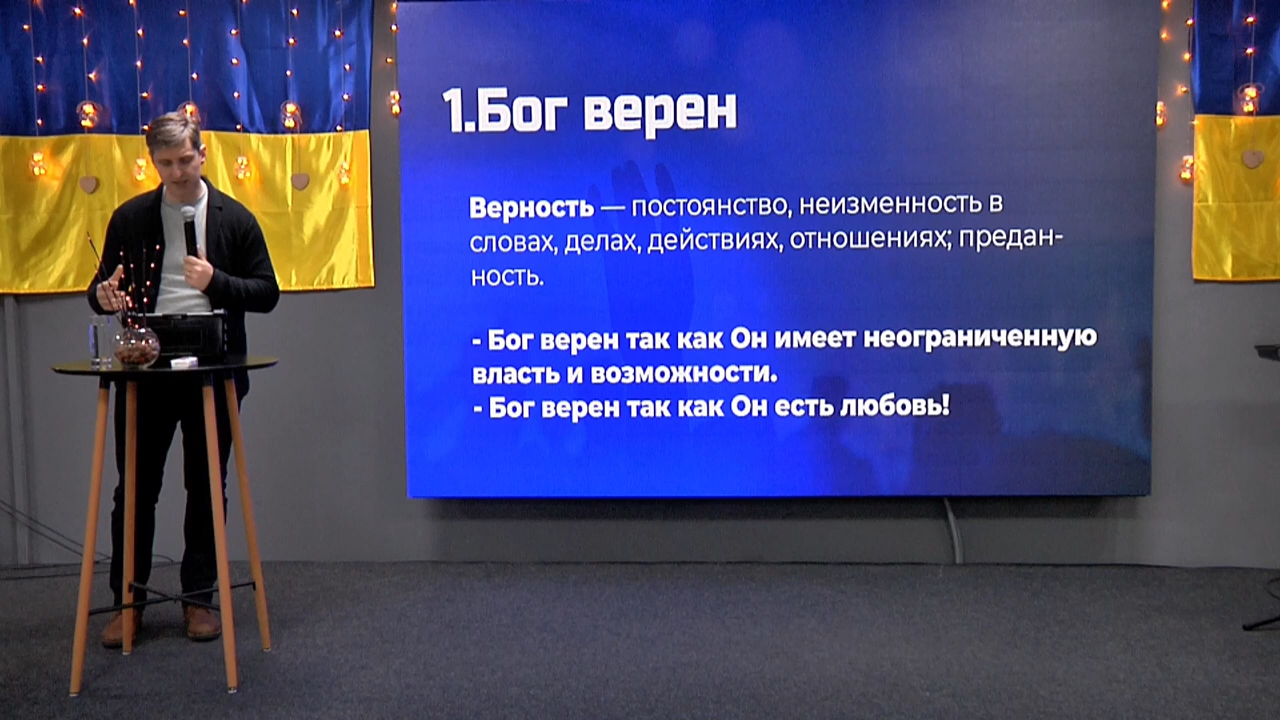 1.Бог верен
Верность — постоянство, неизменность в
словах, делах, действиях, отношениях; предан-
ность.
- Бог верен так как Он имеет неограниченную
власть и возможности.
- Бог верен так как Он есть любовь!